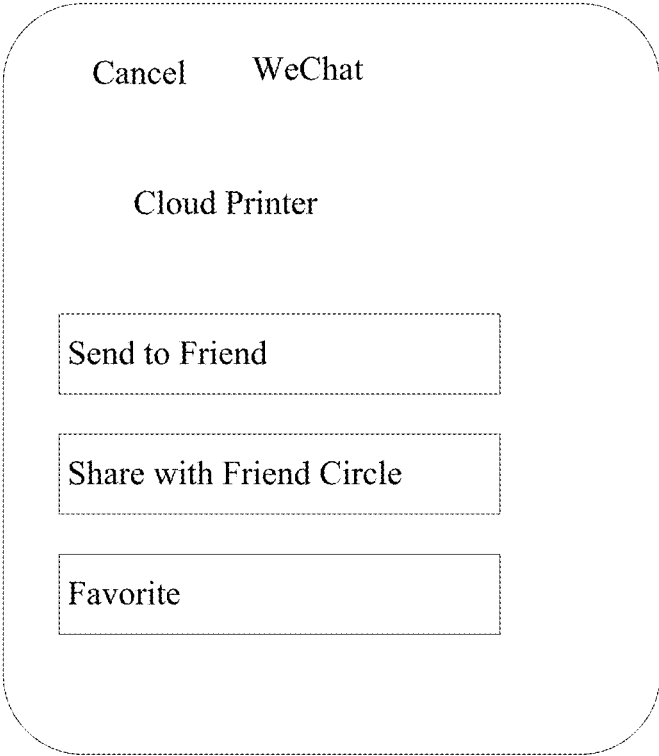 Cancel WeChat
Cloud Printer
Send to Friend
Share with Friend Circle
Favorite